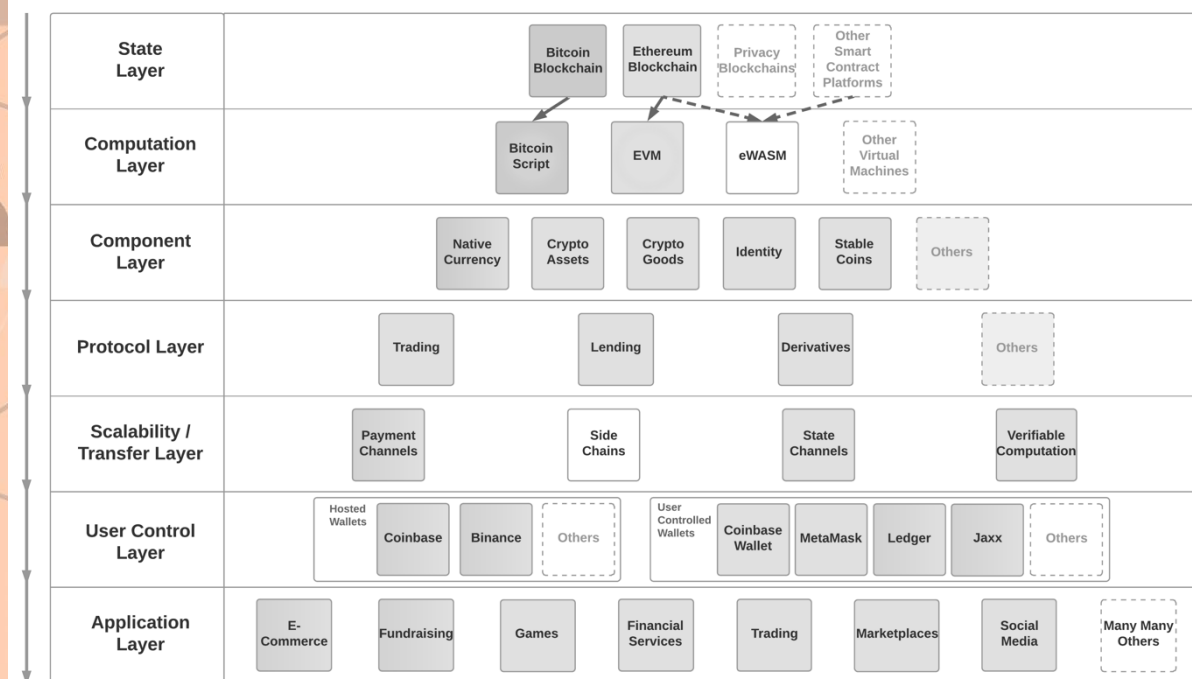 State
Layer
Bitcoin
Blockchain
Ethereum
Blockchain
Privacy
Blockchains
Other
Smart
Contract
Platforms
Computation
Layer
Bitcoin
Script
EVM
eWASM
Other
Virtual
Machines
Component
Layer
Native
Currency
Crypto
Assets
Crypto
Goods
Identity
Stable
Coins
Others
Protocol Layer
Trading
Lending
Derivatives
Others
Scalability /
Transfer Layer
Payment
Channels
Side
Chains
State
Channels
Verifiable
Computation
User Control
Layer
Hosted
Wallets
Coinbase
Binance
Others
User
Controlled
Wallets
Coinbase
Wallet
MetaMask
Ledger
Jaxx
Others
Application
Layer
E-
Commerce
Fundraising
Games
Financial
Services
Trading
Marketplaces
Social
Media
Many Many
Others